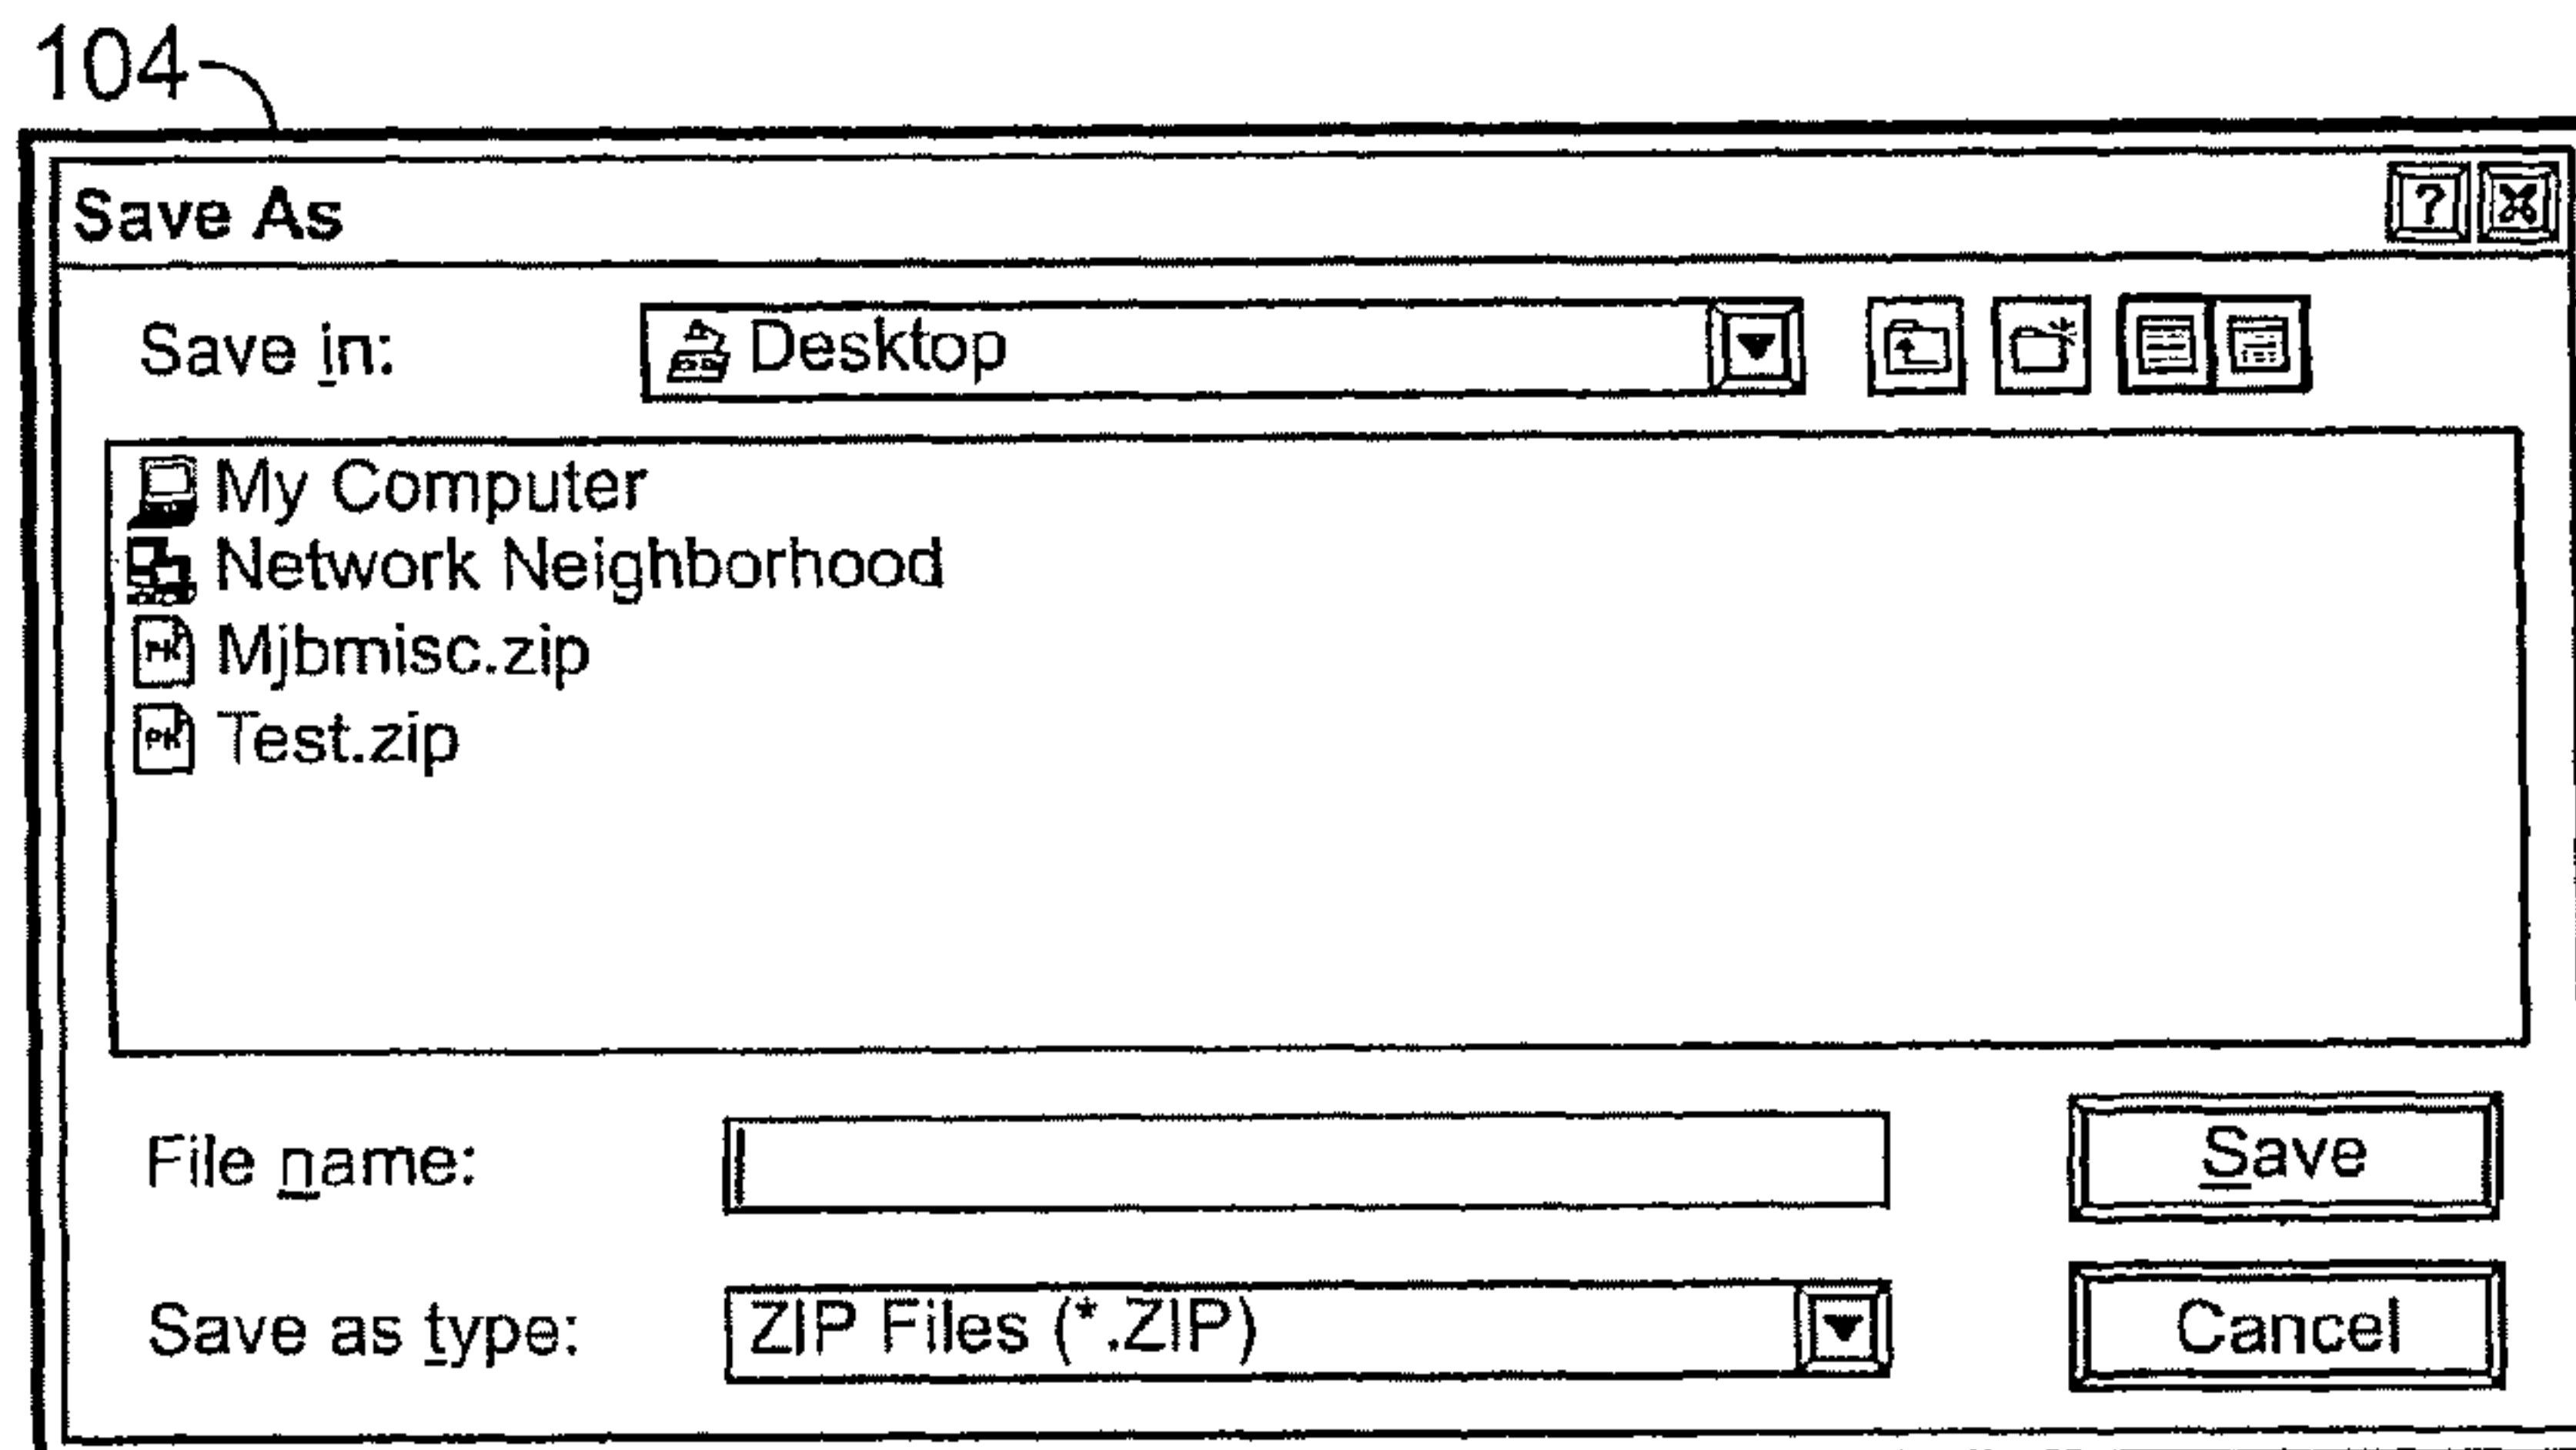 104
Save As ? X
Save in: Desktop
My Computer
Network Neighborhood
Mjbmisc.zip
Test.zip
File name: Save
Save as type: ZIP Files (*.ZIP) Cancel